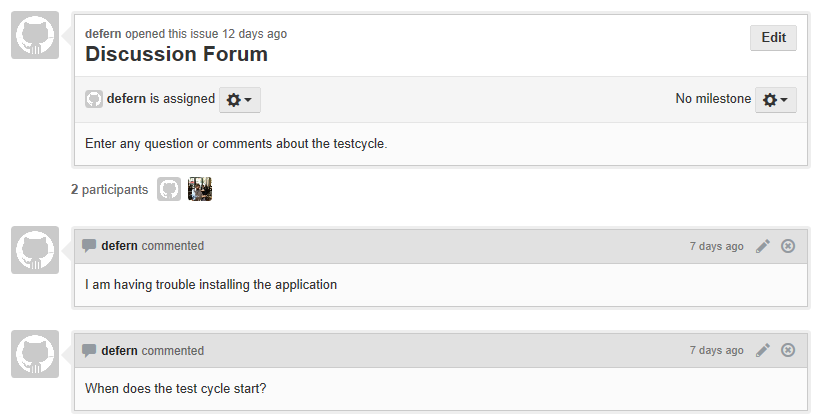 defern opened this issue 12 days ago
Edit
Discussion Forum
defern is assigned
No milestone
Enter any question or comments about the testcycle.
2 participants
defern commented 7 days ago
I am having trouble installing the application
defern commented 7 days ago
When does the test cycle start?